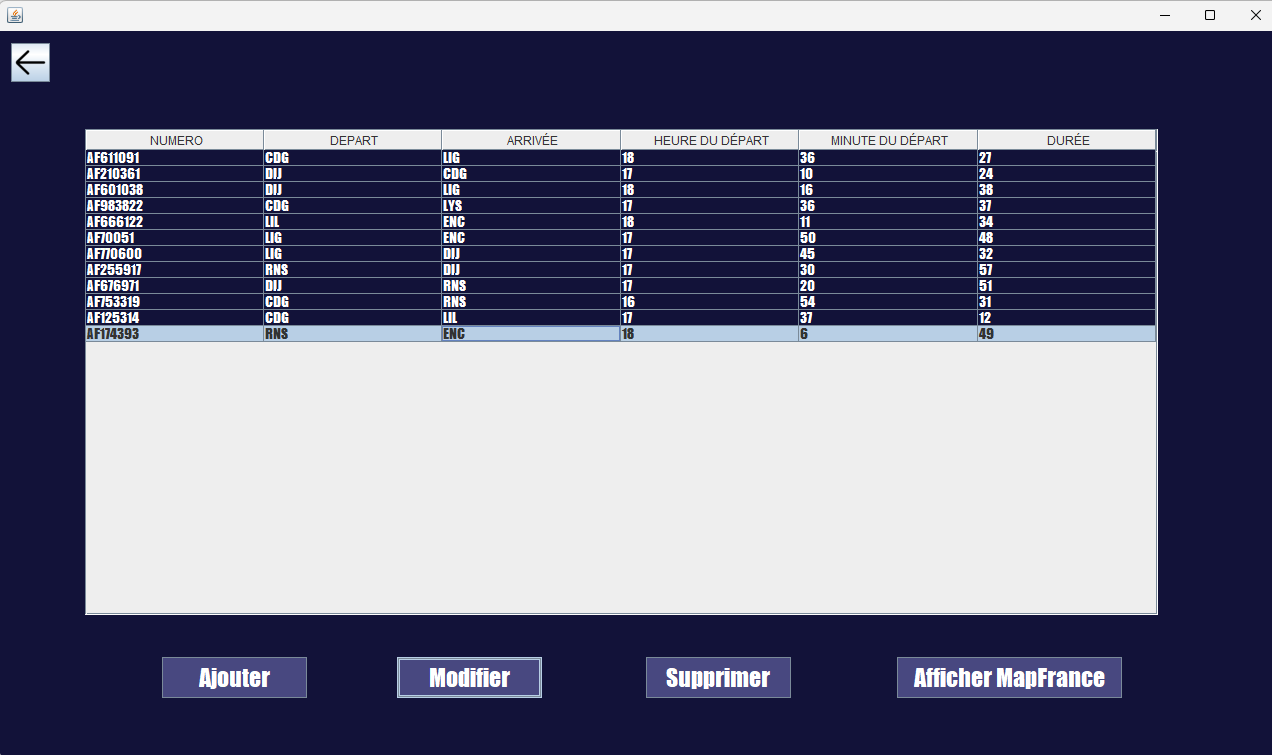 NUMERO DEPART ARRIVÉE HEURE DU DÉPART MINUTE DU DÉPART DURÉE
AF611091 CDG LIG 18 36 27
AF210361 DIJ CDG 17 10 24
AF601038 DIJ LIG 18 16 38
AF983822 CDG LYS 17 36 37
AF666122 LIL ENC 18 11 34
AF70051 LIG ENC 17 50 48
AF770600 LIG DIJ 17 45 32
AF255917 RNS DIJ 17 30 57
AF676971 DIJ RNS 17 20 51
AF753319 CDG RNS 16 54 31
AF125314 CDG LIL 17 37 12
AF174393 RNS ENC 18 6 49
Ajouter Modifier Supprimer Afficher MapFrance